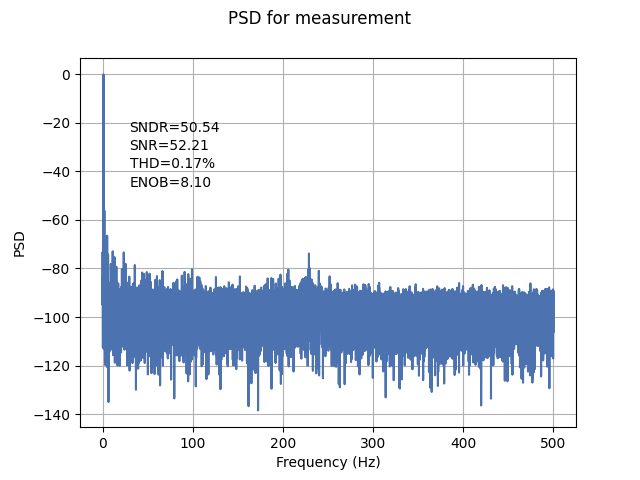 PSD for measurement
0
−20
−40
−60
−80
−100
−120
−140
PSD
SNDR=50.54
SNR=52.21
THD=0.17%
ENOB=8.10
0 100 200 300 400 500
Frequency (Hz)